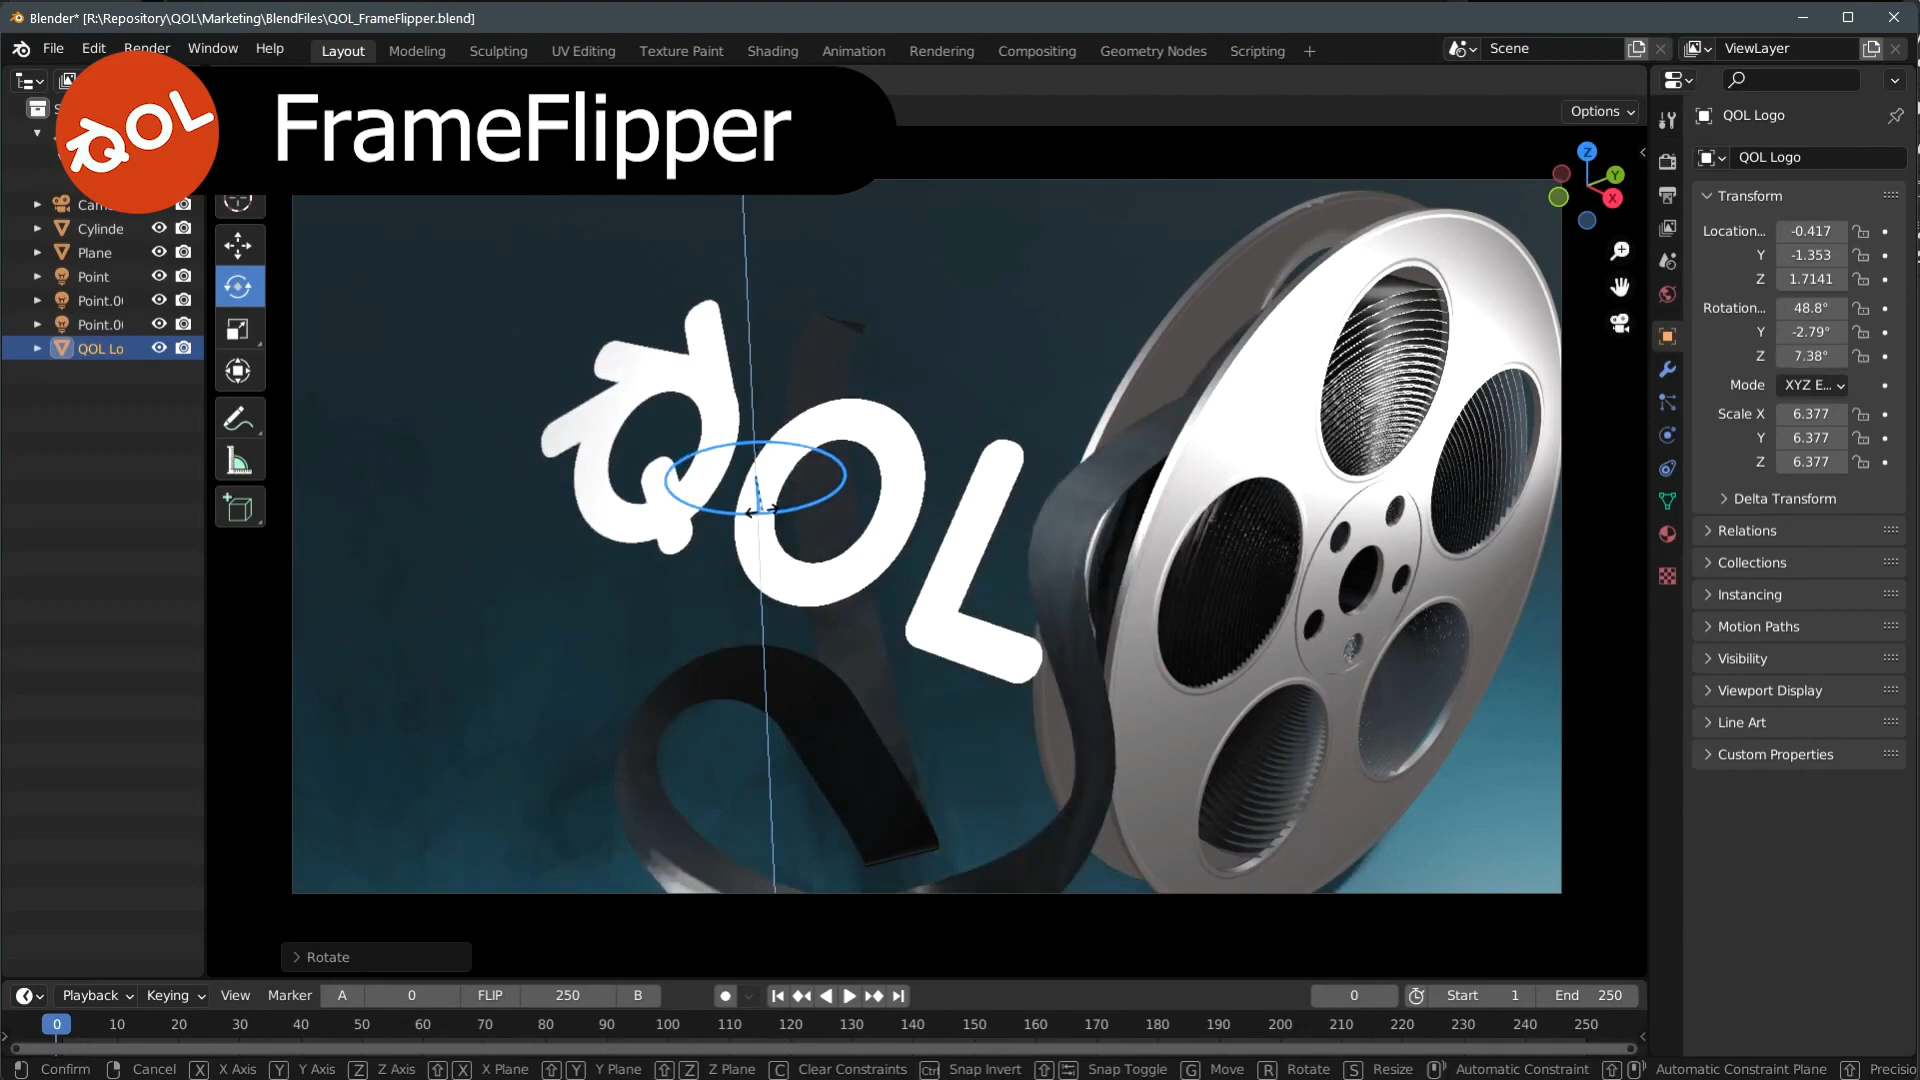 Blender* [R:\Repository\QOL\Marketing\BlendFiles\QOL_FrameFlipper.blend]
File Edit Render Window Help Layout Modeling Sculpting UV Editing Texture Paint Shading Animation Rendering Compositing Geometry Nodes Scripting + Scene ViewLayer
QOL FrameFlipper
Options
QOL Logo
QOL Logo
Transform
Location... -0.417
Y -1.353
Z 1.7141
Rotation... 48.8°
Y -2.79°
Z 7.38°
Mode XYZ E...
Scale X 6.377
Y 6.377
Z 6.377
Delta Transform
Relations
Collections
Instancing
Motion Paths
Visibility
Viewport Display
Line Art
Custom Properties
Z
Y
X
Cylinde
Plane
Point
Point.0
Point.0
QOL Lo
QOL
Rotate
Playback Keying View Marker A 0 FLIP 250 B 0 Start 1 End 250
0 10 20 30 40 50 60 70 80 90 100 110 120 130 140 150 160 170 180 190 200 210 220 230 240 250
Confirm Cancel X X Axis Y Y Axis Z Z Axis X X Plane Y Y Plane Z Z Plane C Clear Constraints Ctrl Snap Invert Snap Toggle G Move R Rotate S Resize Automatic Constraint Automatic Constraint Plane Precisio